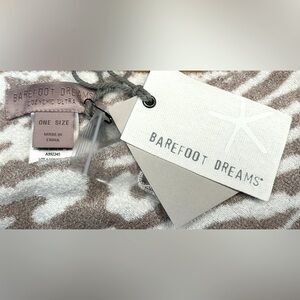 BAREFOOT DREAMS
COZYCHIC ULTRA
ONE SIZE
MADE IN
CHINA
BAREFOOT DREAMS®